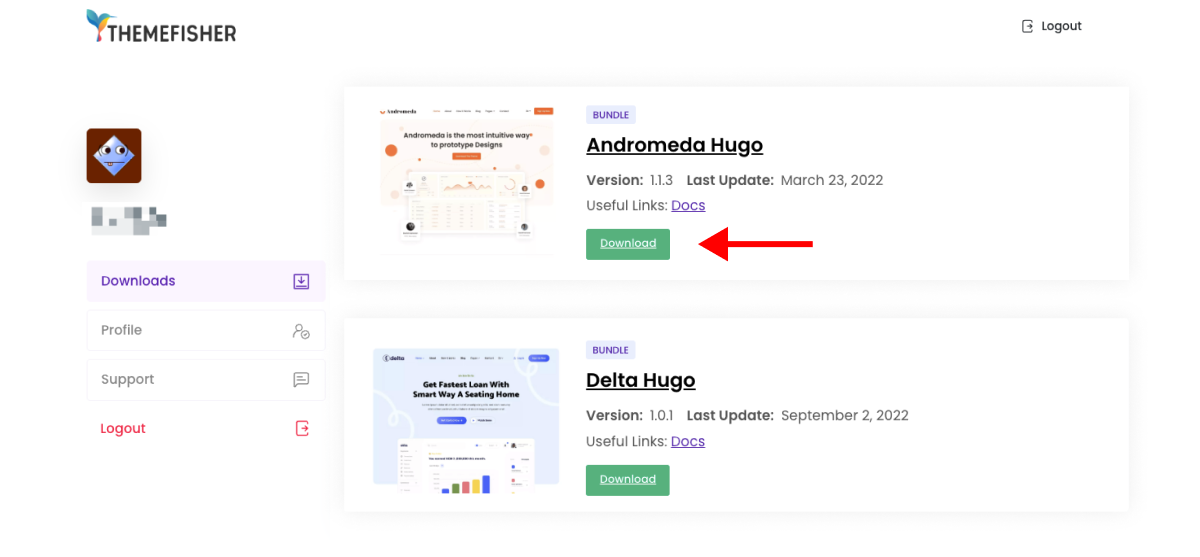 THEMEFISHER
Logout
Downloads
Profile
Support
Logout
Andromeda
Andromeda is the most intuitive way
to prototype Designs
BUNDLE
Andromeda Hugo
Version: 1.1.3 Last Update: March 23, 2022
Useful Links: Docs
Download
delta
Get Fastest Loan With
Smart Way A Seating Home
BUNDLE
Delta Hugo
Version: 1.0.1 Last Update: September 2, 2022
Useful Links: Docs
Download